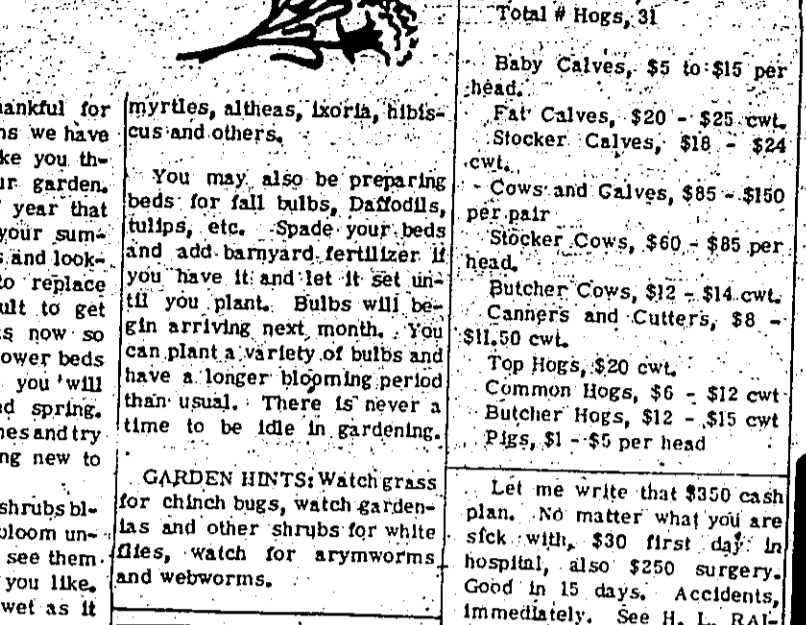 hankful for
ns we have
ke you th-
ur garden.
year that
your sum-
s and look-
to replace
ult to get
ts now so
ower beds
you will
nd spring.
nes and try
ng new to
shrubs bl-
bloom un-
see them
you like.
wet as it
myrtles, altheas, ixoria, hibis-
cus and others.
You may also be preparing
beds for fall bulbs, Daffodils,
tulips, etc. Spade your beds
and add barnyard fertilizer if
you have it and let it set un-
til you plant. Bulbs will be-
gin arriving next month. You
can plant a variety of bulbs and
have a longer blooming period
than usual. There is never a
time to be idle in gardening.
GARDEN HINTS: Watch grass
for chinch bugs, watch garden-
ias and other shrubs for white
flies, watch for arymworms
and webworms.
Total # Hogs, 31
Baby Calves, $5 to $15 per
head.
Fat Calves, $20 - $25 cwt.
Stocker Calves, $18 - $24
cwt.
Cows and Calves, $85 - $150
per pair
Stocker Cows, $60 - $85 per
head.
Butcher Cows, $12 - $14 cwt.
Canners and Cutters, $8 -
$11.50 cwt.
Top Hogs, $20 cwt.
Common Hogs, $6 - $12 cwt
Butcher Hogs, $12 - $15 cwt
Pigs, $1 - $5 per head
Let me write that $350 cash
plan. No matter what you are
sick with, $30 first day in
hospital, also $250 surgery.
Good in 15 days. Accidents,
immediately. See H. L. RAI-